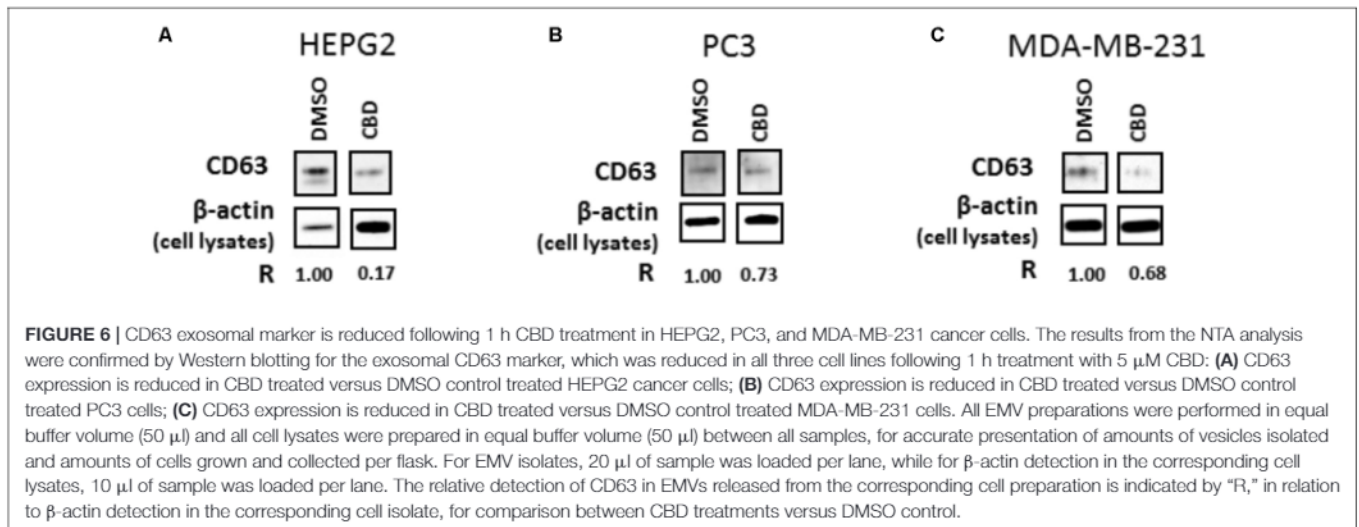 A HEPG2
B PC3
C MDA-MB-231
DMSO CBD
DMSO CBD
DMSO CBD
CD63
CD63
CD63
β-actin
(cell lysates)
β-actin
(cell lysates)
β-actin
(cell lysates)
R 1.00 0.17
R 1.00 0.73
R 1.00 0.68
FIGURE 6 | CD63 exosomal marker is reduced following 1 h CBD treatment in HEPG2, PC3, and MDA-MB-231 cancer cells. The results from the NTA analysis
were confirmed by Western blotting for the exosomal CD63 marker, which was reduced in all three cell lines following 1 h treatment with 5 μM CBD: (A) CD63
expression is reduced in CBD treated versus DMSO control treated HEPG2 cancer cells; (B) CD63 expression is reduced in CBD treated versus DMSO control
treated PC3 cells; (C) CD63 expression is reduced in CBD treated versus DMSO control treated MDA-MB-231 cells. All EMV preparations were performed in equal
buffer volume (50 μl) and all cell lysates were prepared in equal buffer volume (50 μl) between all samples, for accurate presentation of amounts of vesicles isolated
and amounts of cells grown and collected per flask. For EMV isolates, 20 μl of sample was loaded per lane, while for β-actin detection in the corresponding cell
lysates, 10 μl of sample was loaded per lane. The relative detection of CD63 in EMVs released from the corresponding cell preparation is indicated by “R,” in relation
to β-actin detection in the corresponding cell isolate, for comparison between CBD treatments versus DMSO control.